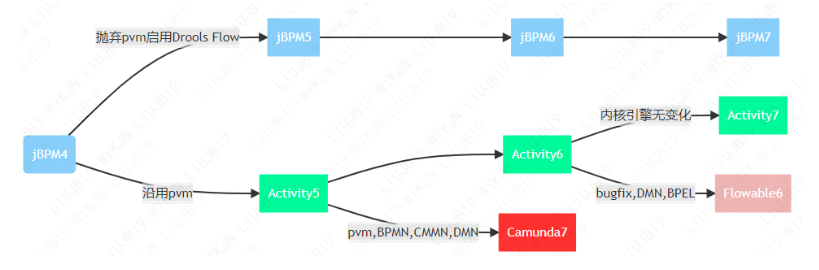 抛弃pvm启用Drools Flow
jBPM5
jBPM6
jBPM7
jBPM4
沿用pvm
Activity5
Activity6
内核引擎无变化
Activity7
bugfix,DMN,BPEL
Flowable6
pvm,BPMN,CMMN,DMN
Camunda7